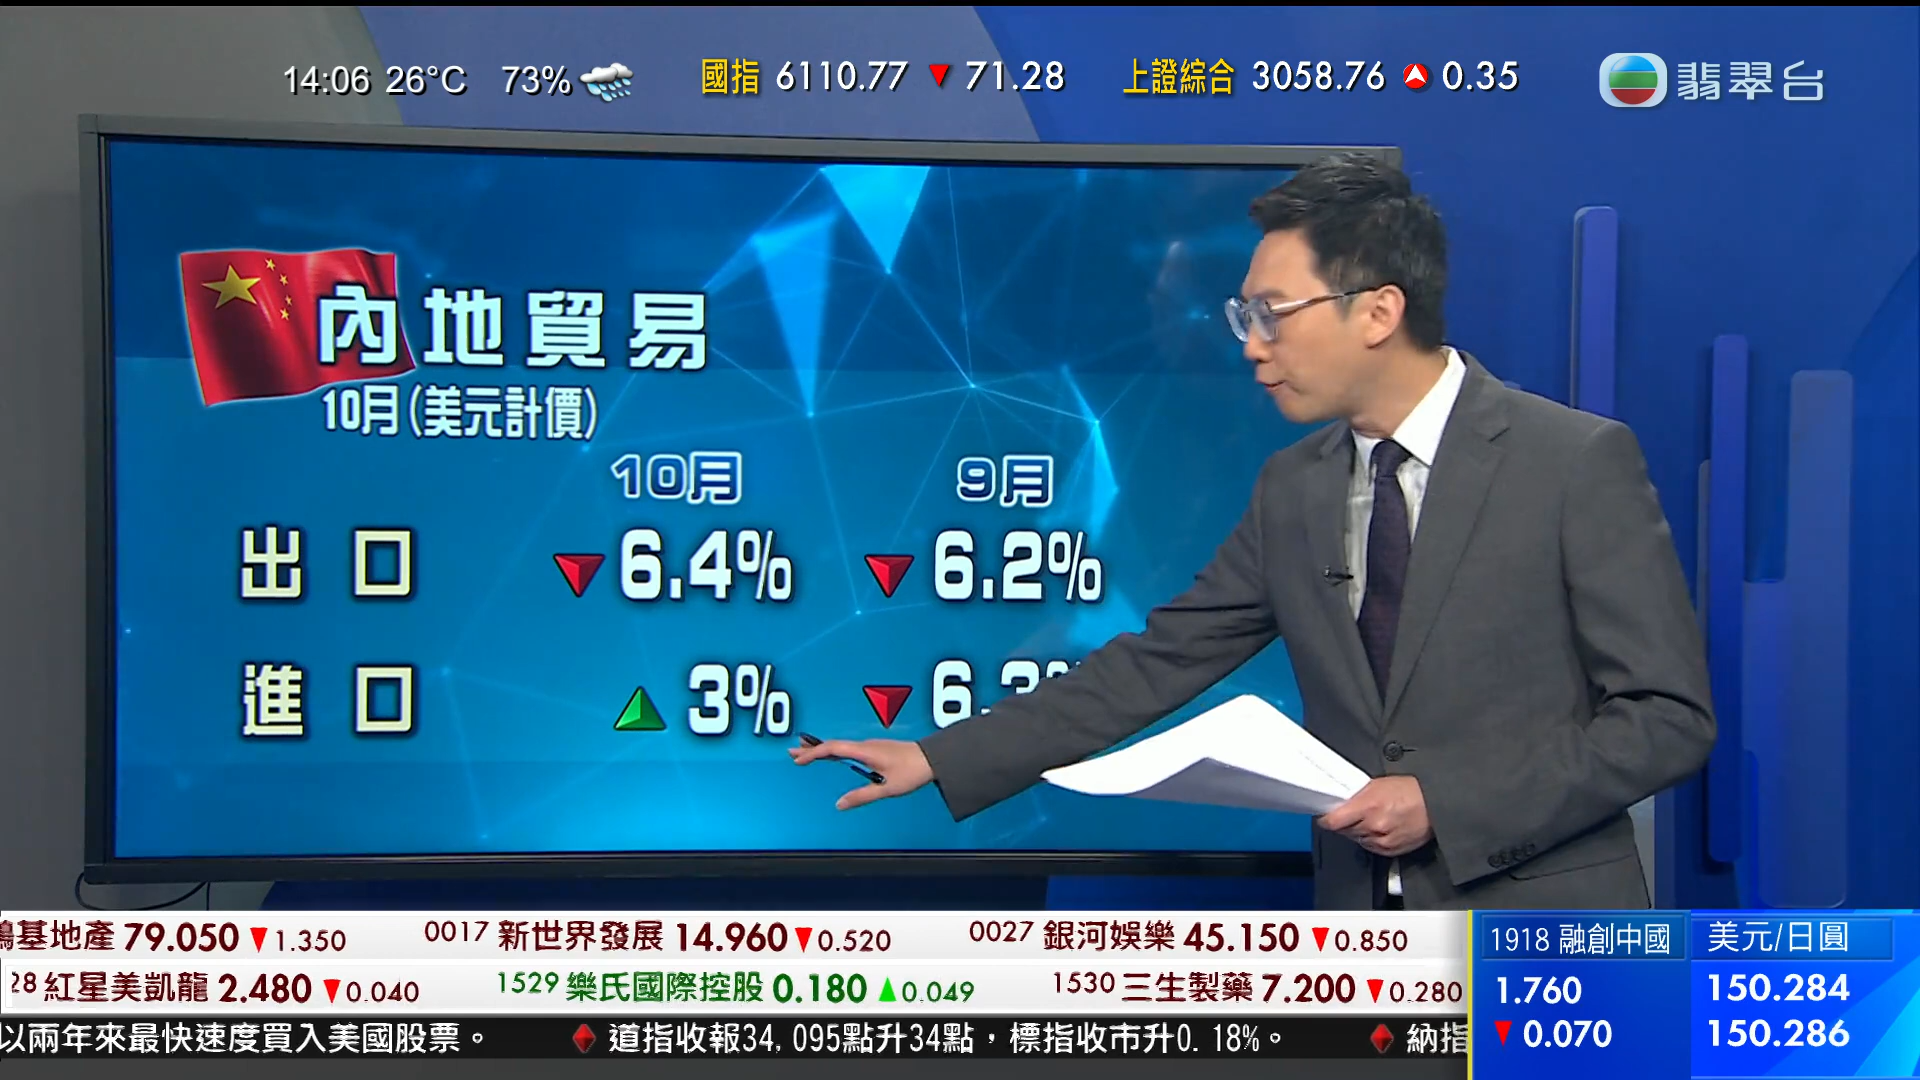 14:06 26°C 73% 國指 6110.77 ▼ 71.28 上證綜合 3058.76 ▲ 0.35 翡翠台
內地貿易
10月(美元計價)
10月 9月
出口 ▼ 6.4% ▼ 6.2%
進口 ▲ 3% ▼ 6.3%
基地產 79.050 ▼ 1.350 0017 新世界發展 14.960 ▼ 0.520 0027 銀河娛樂 45.150 ▼ 0.850
28 紅星美凱龍 2.480 ▼ 0.040 1529 樂氏國際控股 0.180 ▲ 0.049 1530 三生製藥 7.200 ▼ 0.280
以兩年來最快速度買入美國股票。 ◆ 道指收報34,095點升34點，標指收市升0.18%。 ◆ 納指
1918 融創中國
1.760
▼ 0.070
美元/日圓
150.284
150.286